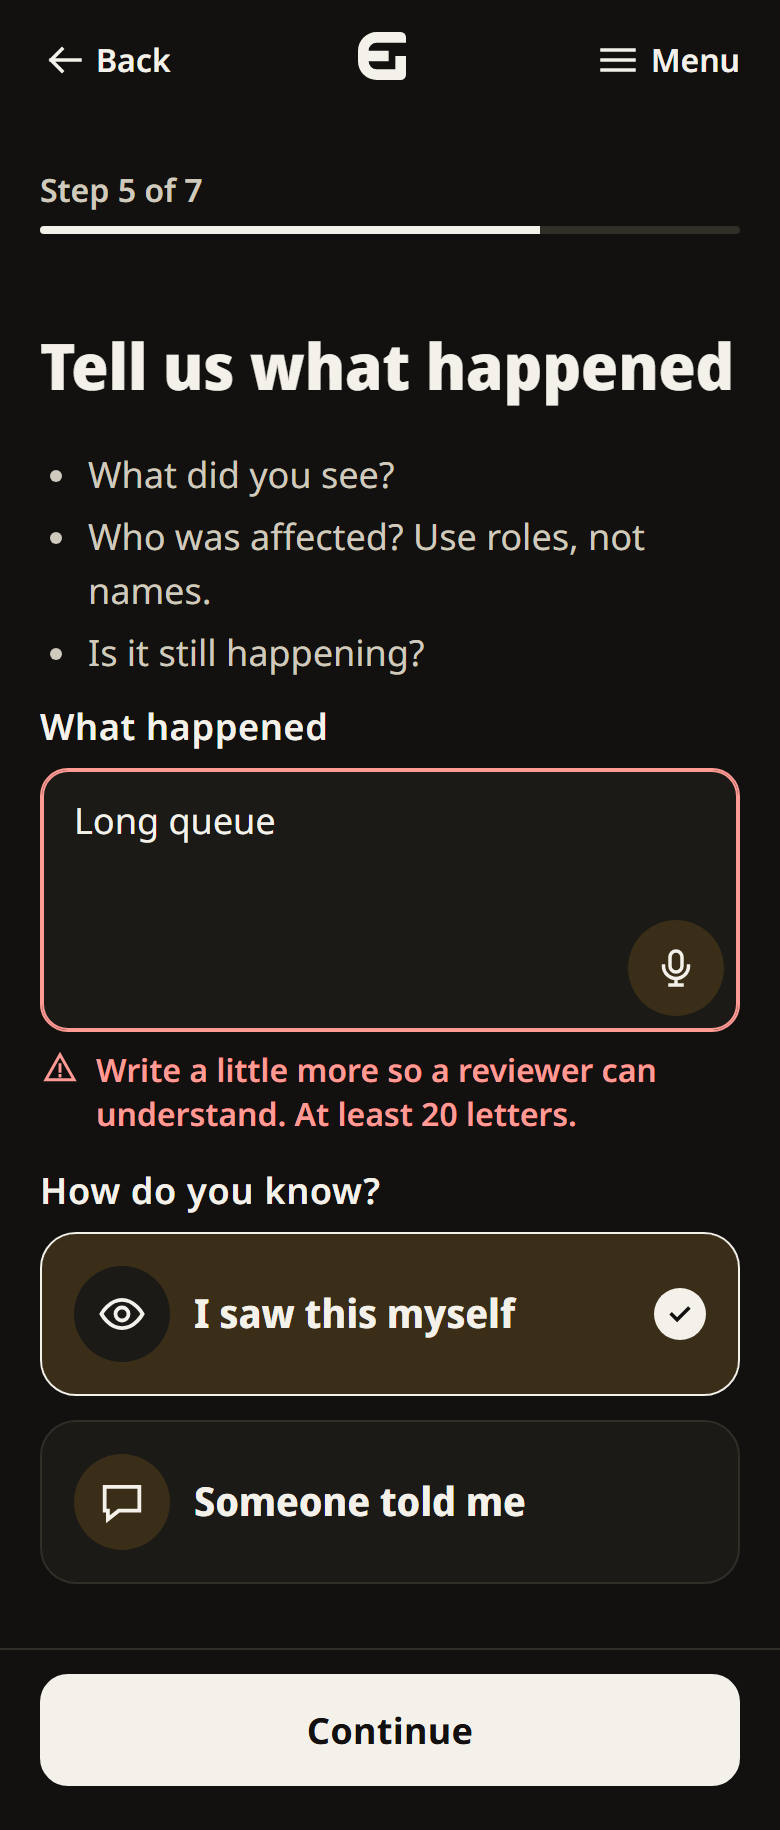 Back
Menu
Step 5 of 7
Tell us what happened
• What did you see?
• Who was affected? Use roles, not
names.
• Is it still happening?
What happened
Long queue
Write a little more so a reviewer can
understand. At least 20 letters.
How do you know?
I saw this myself
Someone told me
Continue